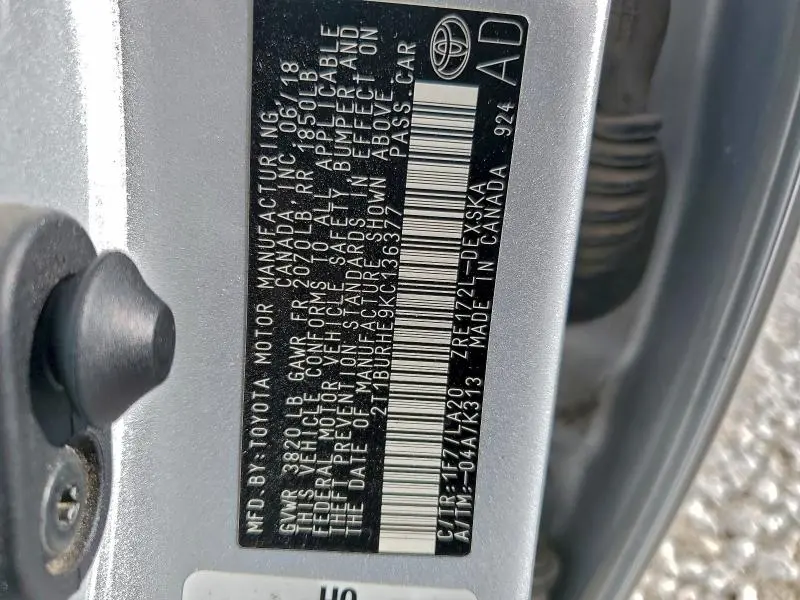 MFD.BY:TOYOTA MOTOR MANUFACTURING
CANADA INC. 06/18
GVWR 3820LB GAWR FR 2070LB RR 1850LB
THIS VEHICLE CONFORMS TO ALL APPLICABLE
FEDERAL MOTOR VEHICLE SAFETY, BUMPER, AND
THEFT PREVENTION STANDARDS IN EFFECT ON
THE DATE OF MANUFACTURE SHOWN ABOVE.
2T1BURHE9KC136377 PASS.CAR
C/TR:1F7/LA20 ZRE172L-DEXSKA
A/TM:-04A/K313 MADE IN CANADA 924
AD